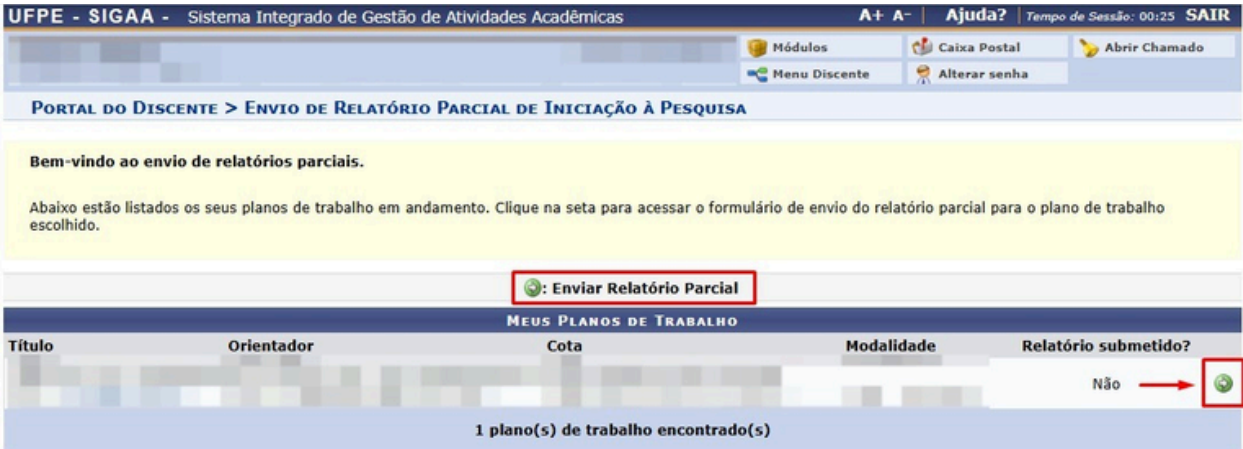 UFPE - SIGAA - Sistema Integrado de Gestão de Atividades Acadêmicas A+ A- | Ajuda? | Tempo de Sessão: 00:25 SAIR
Módulos Caixa Postal Abrir Chamado
Menu Discente Alterar senha
PORTAL DO DISCENTE > ENVIO DE RELATÓRIO PARCIAL DE INICIAÇÃO À PESQUISA
Bem-vindo ao envio de relatórios parciais.
Abaixo estão listados os seus planos de trabalho em andamento. Clique na seta para acessar o formulário de envio do relatório parcial para o plano de trabalho
escolhido.
: Enviar Relatório Parcial
MEUS PLANOS DE TRABALHO
Título Orientador Cota Modalidade Relatório submetido?
Não
1 plano(s) de trabalho encontrado(s)